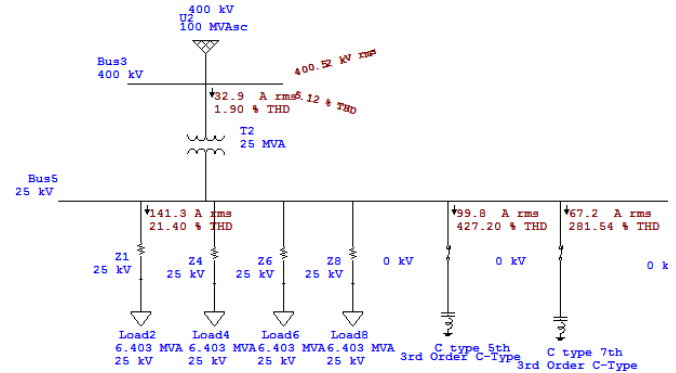 400 kV
U2
100 MVAsc
Bus3
400 kV
400.52 kV rms
5.12 % THD
32.9 A rms
1.90 % THD
T2
25 MVA
Bus5
25 kV
141.3 A rms
21.40 % THD
99.8 A rms
427.20 % THD
67.2 A rms
281.54 % THD
Z1
25 kV
Z4
25 kV
Z6
25 kV
Z8
25 kV
0 kV
0 kV
0 k
Load2
6.403 MVA
25 kV
Load4
6.403 MVA
25 kV
Load6
6.403 MVA
25 kV
Load8
6.403 MVA
25 kV
C type 5th
3rd Order C-Type
C type 7th
3rd Order C-Type